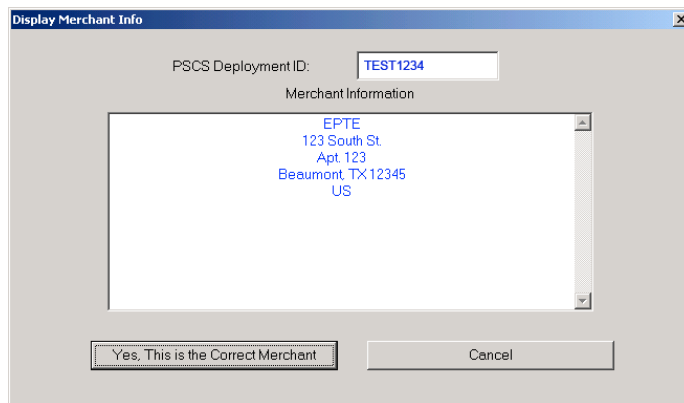 Display Merchant Info
PSCS Deployment ID: TEST1234
Merchant Information
EPTE
123 South St.
Apt. 123
Beaumont, TX 12345
US
Yes, This is the Correct Merchant Cancel